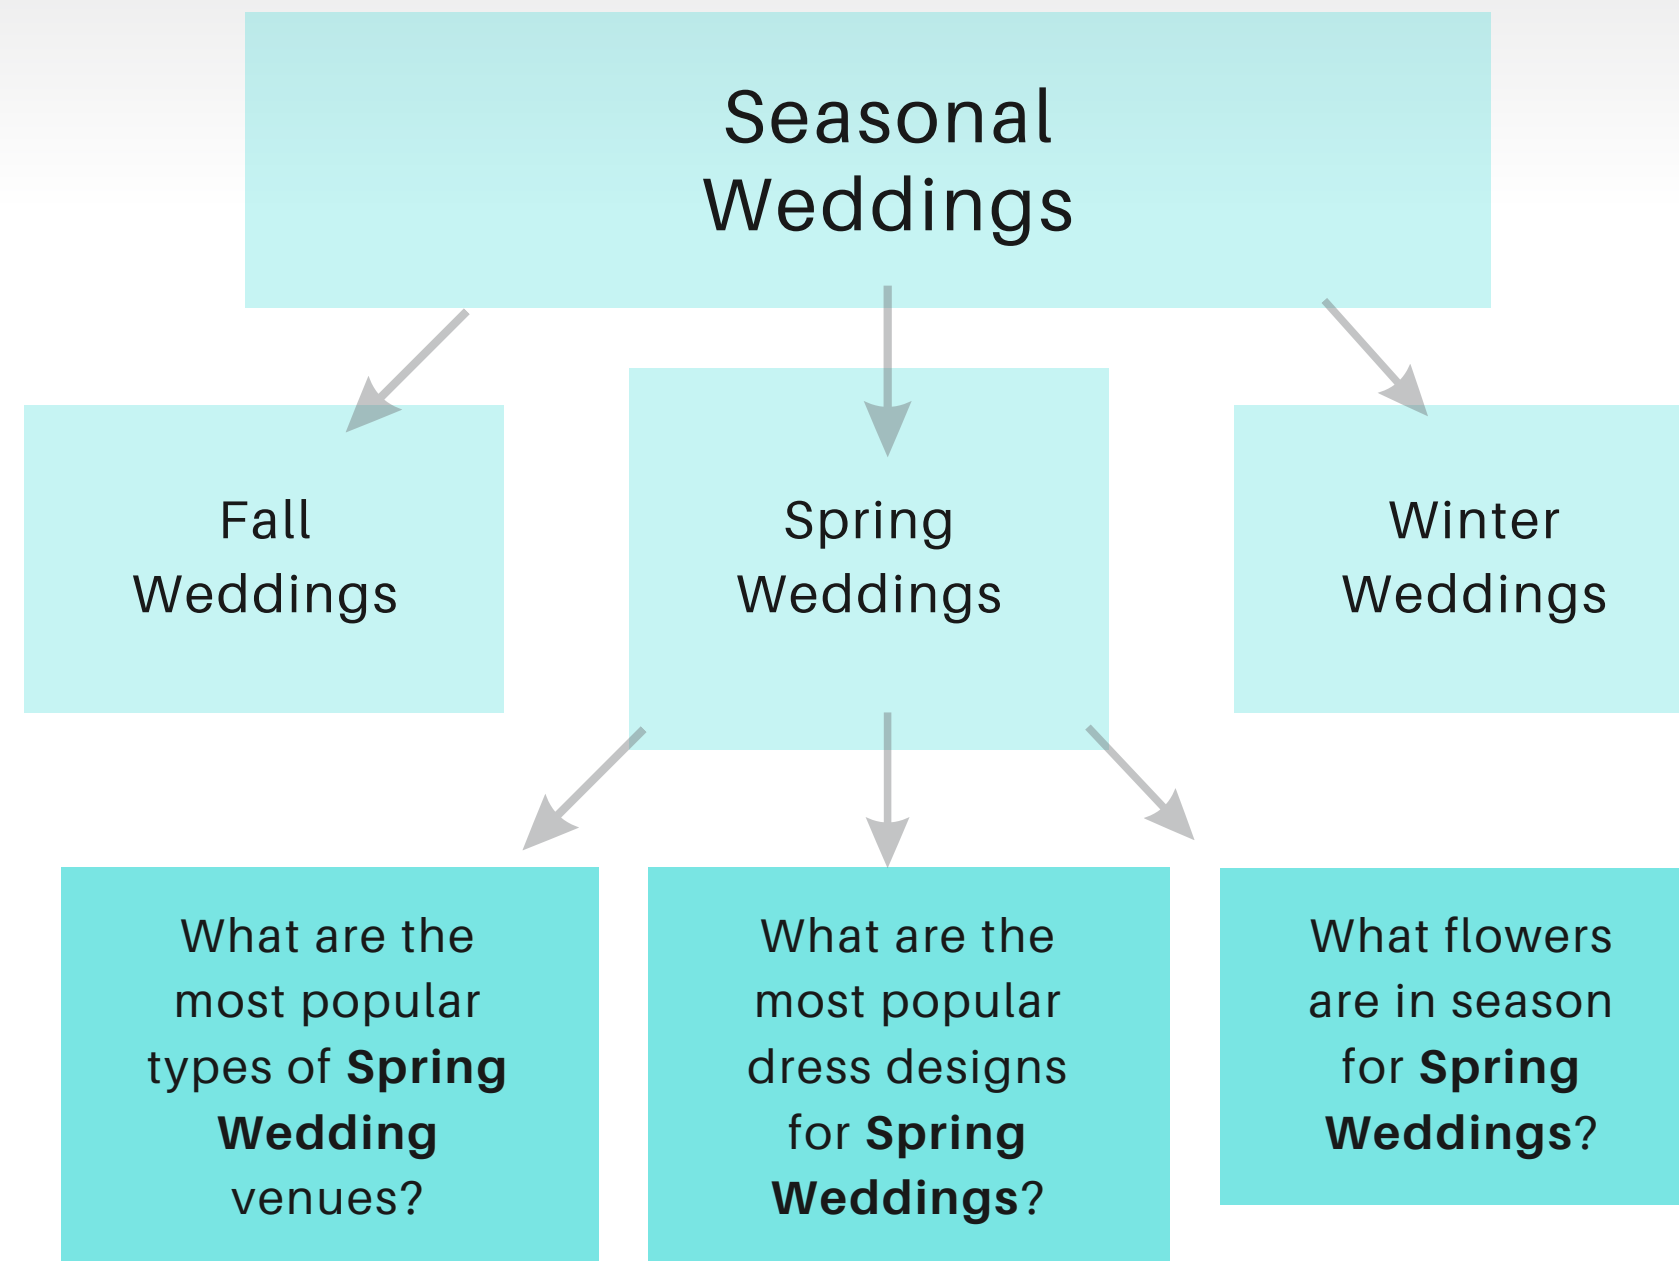 Seasonal
Weddings
Fall
Weddings
Spring
Weddings
Winter
Weddings
What are the
most popular
types of Spring
Wedding
venues?
What are the
most popular
dress designs
for Spring
Weddings?
What flowers
are in season
for Spring
Weddings?